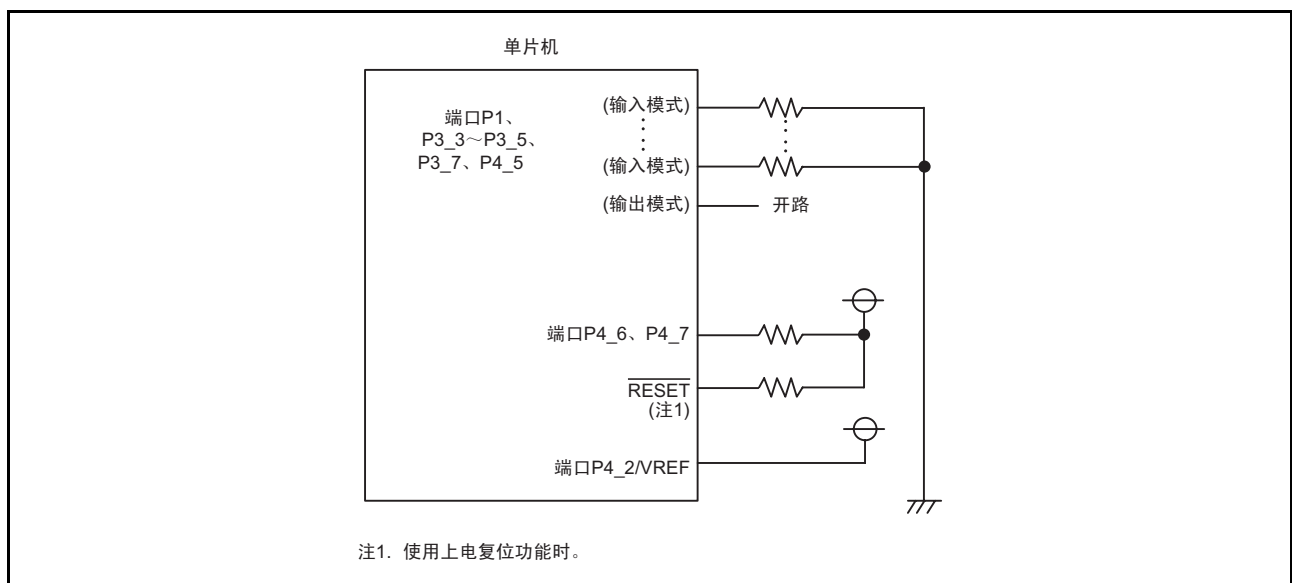 单片机
端口P1、
P3_3～P3_5、
P3_7、P4_5
(输入模式)
(输入模式)
(输出模式)
开路
端口P4_6、P4_7
RESET
(注1)
端口P4_2/VREF
注1. 使用上电复位功能时。